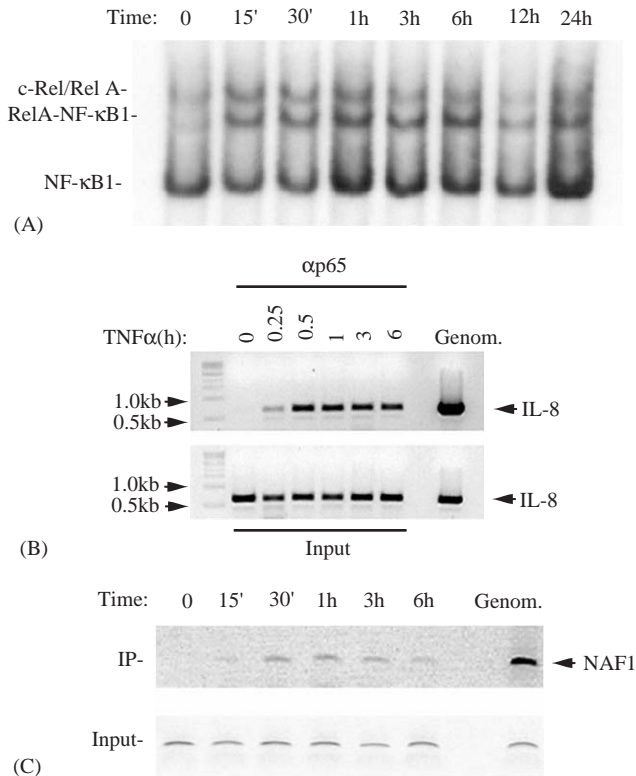 Time: 0 15' 30' 1h 3h 6h 12h 24h
c-Rel/Rel A-
RelA-NF-κB1-
NF-κB1-
(A)
αp65
TNFα(h): 0 0.25 0.5 1 3 6 Genom.
1.0kb
0.5kb
IL-8
1.0kb
0.5kb
IL-8
(B)
Input
Time: 0 15' 30' 1h 3h 6h Genom.
IP-
NAF1
Input-
(C)